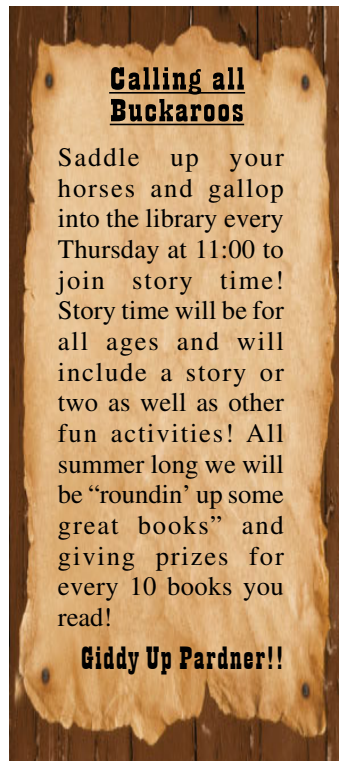 Calling all
Buckaroos
Saddle up your
horses and gallop
into the library every
Thursday at 11:00 to
join story time!
Story time will be for
all ages and will
include a story or
two as well as other
fun activities! All
summer long we will
be “roundin’ up some
great books” and
giving prizes for
every 10 books you
read!
Giddy Up Pardner!!